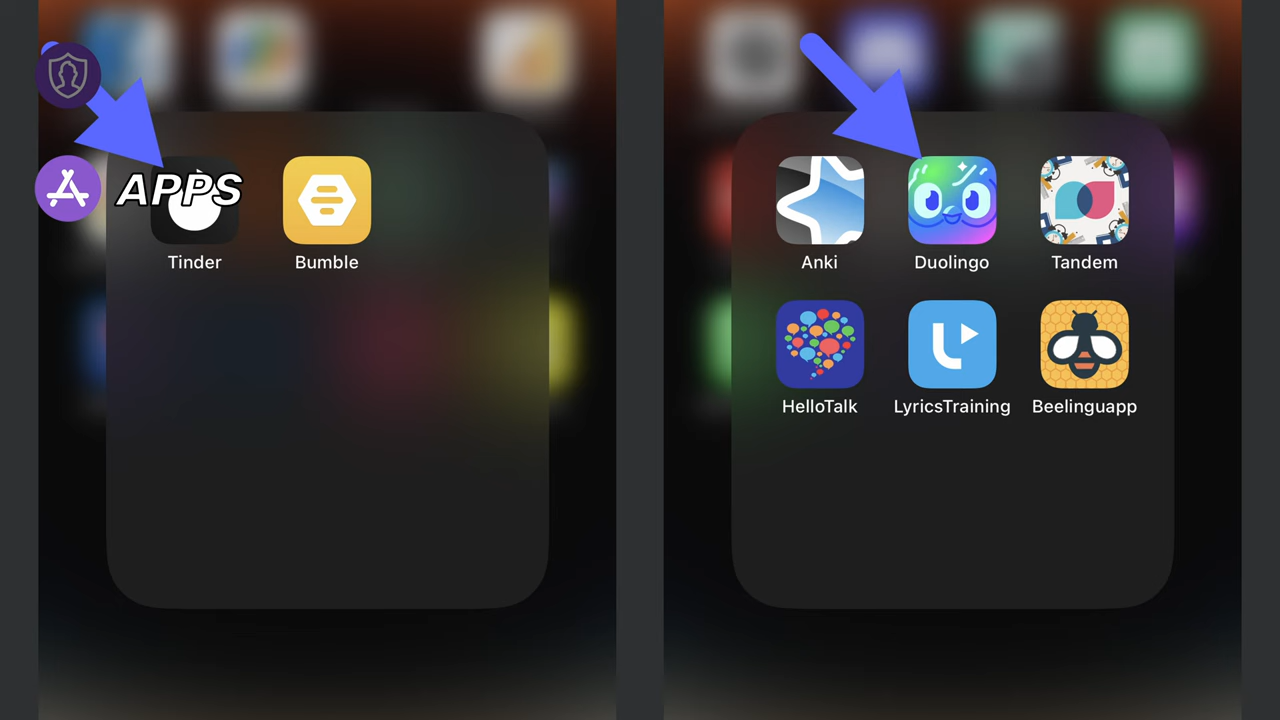 APPS
Tinder
Bumble
Anki
Duolingo
Tandem
HelloTalk
LyricsTraining
Beelinguapp